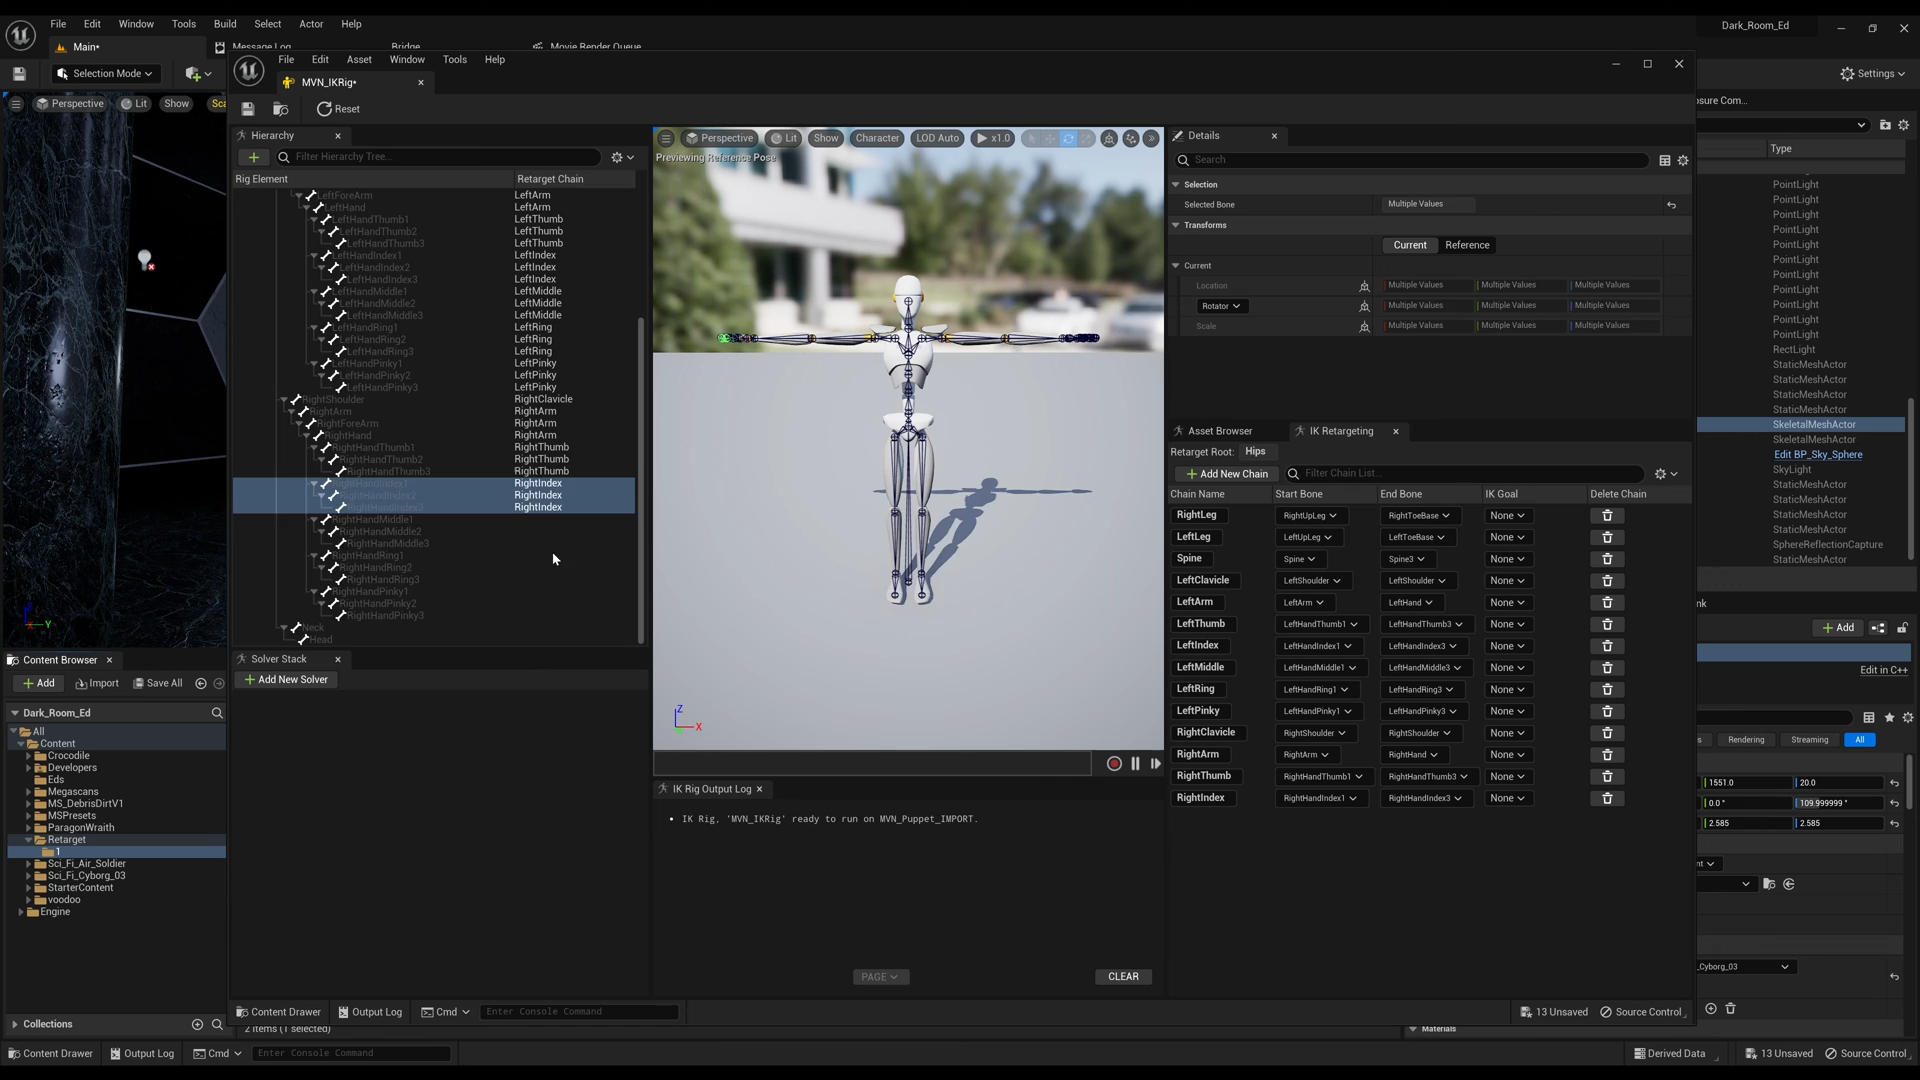 File Edit Window Tools Build Select Actor Help
Dark_Room_Ed
Main*
Message Log
Bridge
Movie Render Queue
Selection Mode
Settings
Perspective Lit Show
File Edit Asset Window Tools Help
MVN_IKRig*
Reset
Hierarchy
Filter Hierarchy Tree...
Rig Element Retarget Chain
LeftForeArm LeftArm
LeftHand LeftArm
LeftHandThumb1 LeftThumb
LeftHandThumb2 LeftThumb
LeftHandThumb3 LeftThumb
LeftHandIndex1 LeftIndex
LeftHandIndex2 LeftIndex
LeftHandIndex3 LeftIndex
LeftHandMiddle1 LeftMiddle
LeftHandMiddle2 LeftMiddle
LeftHandMiddle3 LeftMiddle
LeftHandRing1 LeftRing
LeftHandRing2 LeftRing
LeftHandRing3 LeftRing
LeftHandPinky1 LeftPinky
LeftHandPinky2 LeftPinky
LeftHandPinky3 LeftPinky
RightShoulder RightClavicle
RightArm RightArm
RightForeArm RightArm
RightHand RightArm
RightHandThumb1 RightThumb
RightHandThumb2 RightThumb
RightHandThumb3 RightThumb
RightHandIndex1 RightIndex
RightHandIndex2 RightIndex
RightHandIndex3 RightIndex
RightHandMiddle1
RightHandMiddle2
RightHandMiddle3
RightHandRing1
RightHandRing2
RightHandRing3
RightHandPinky1
RightHandPinky2
RightHandPinky3
Neck
Head
Solver Stack
Add New Solver
Perspective Lit Show Character LOD Auto x1.0
Previewing Reference Pose
Z
X
IK Rig Output Log
• IK Rig, 'MVN_IKRig' ready to run on MVN_Puppet_IMPORT.
PAGE
CLEAR
Details
Search
Selection
Selected Bone Multiple Values
Transforms
Current Reference
Current
Location Multiple Values Multiple Values Multiple Values
Rotator Multiple Values Multiple Values Multiple Values
Scale Multiple Values Multiple Values Multiple Values
Asset Browser
IK Retargeting
Retarget Root: Hips
Add New Chain
Filter Chain List...
Chain Name Start Bone End Bone IK Goal Delete Chain
RightLeg RightUpLeg RightToeBase None
LeftLeg LeftUpLeg LeftToeBase None
Spine Spine Spine3 None
LeftClavicle LeftShoulder LeftShoulder None
LeftArm LeftArm LeftHand None
LeftThumb LeftHandThumb1 LeftHandThumb3 None
LeftIndex LeftHandIndex1 LeftHandIndex3 None
LeftMiddle LeftHandMiddle1 LeftHandMiddle3 None
LeftRing LeftHandRing1 LeftHandRing3 None
LeftPinky LeftHandPinky1 LeftHandPinky3 None
RightClavicle RightShoulder RightShoulder None
RightArm RightArm RightHand None
RightThumb RightHandThumb1 RightHandThumb3 None
RightIndex RightHandIndex1 RightHandIndex3 None
Content Drawer Output Log Cmd Enter Console Command
13 Unsaved Source Control
Type
PointLight
PointLight
PointLight
PointLight
PointLight
PointLight
PointLight
PointLight
PointLight
PointLight
PointLight
RectLight
StaticMeshActor
StaticMeshActor
StaticMeshActor
StaticMeshActor
SkeletalMeshActor
SkeletalMeshActor
Edit BP_Sky_Sphere
SkyLight
StaticMeshActor
StaticMeshActor
StaticMeshActor
StaticMeshActor
SphereReflectionCapture
StaticMeshActor
Add
Edit in C++
Rendering Streaming All
1551.0 20.0
0.0 ° 109.999999 °
2.585 2.585
_Cyborg_03
Materials
Z
Y
Content Browser
Add Import Save All
Dark_Room_Ed
All
Content
Crocodile
Developers
Eds
Megascans
MS_DebrisDirtV1
MSPresets
ParagonWraith
Retarget
1
Sci_Fi_Air_Soldier
Sci_Fi_Cyborg_03
StarterContent
voodoo
Engine
Collections
2 items (1 selected)
Content Drawer Output Log Cmd Enter Console Command
Derived Data 13 Unsaved Source Control